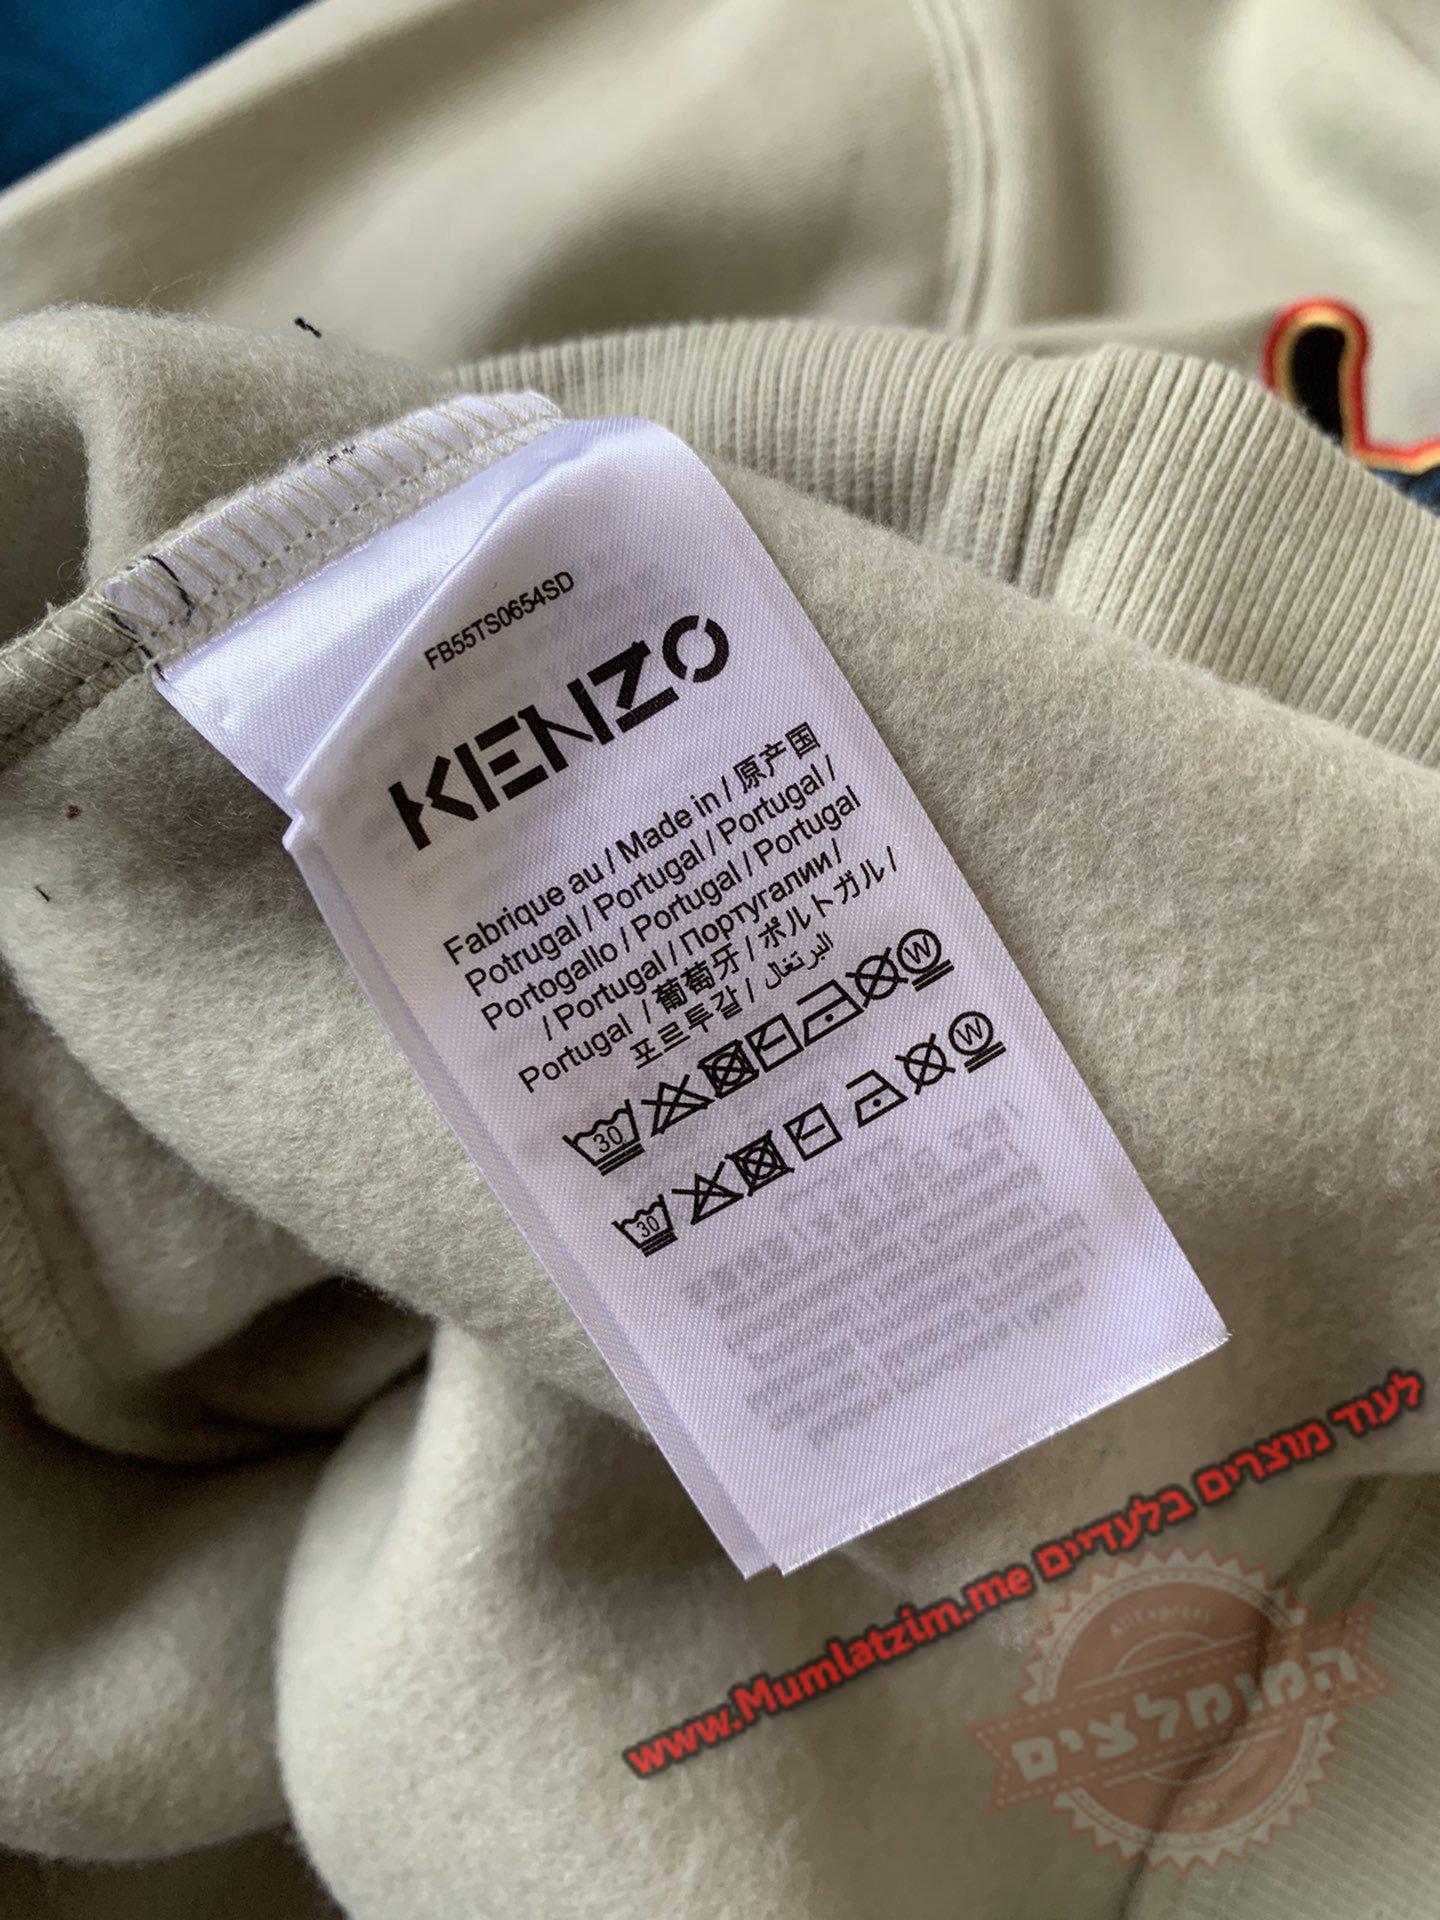 FB55TS0654SD
KENZO
Fabrique au / Made in / 原产国
Potrugal / Portugal / Portugal /
Portogallo / Portugal / Portugal
/ Portugal / Португалии /
Portugal / 葡萄牙 / ポルトガル /
포르투갈 / البرتغال
30 W
30 W
לעוד מוצרים בלעדיים www.Mumlatzim.me
AliExpress
המומלצים